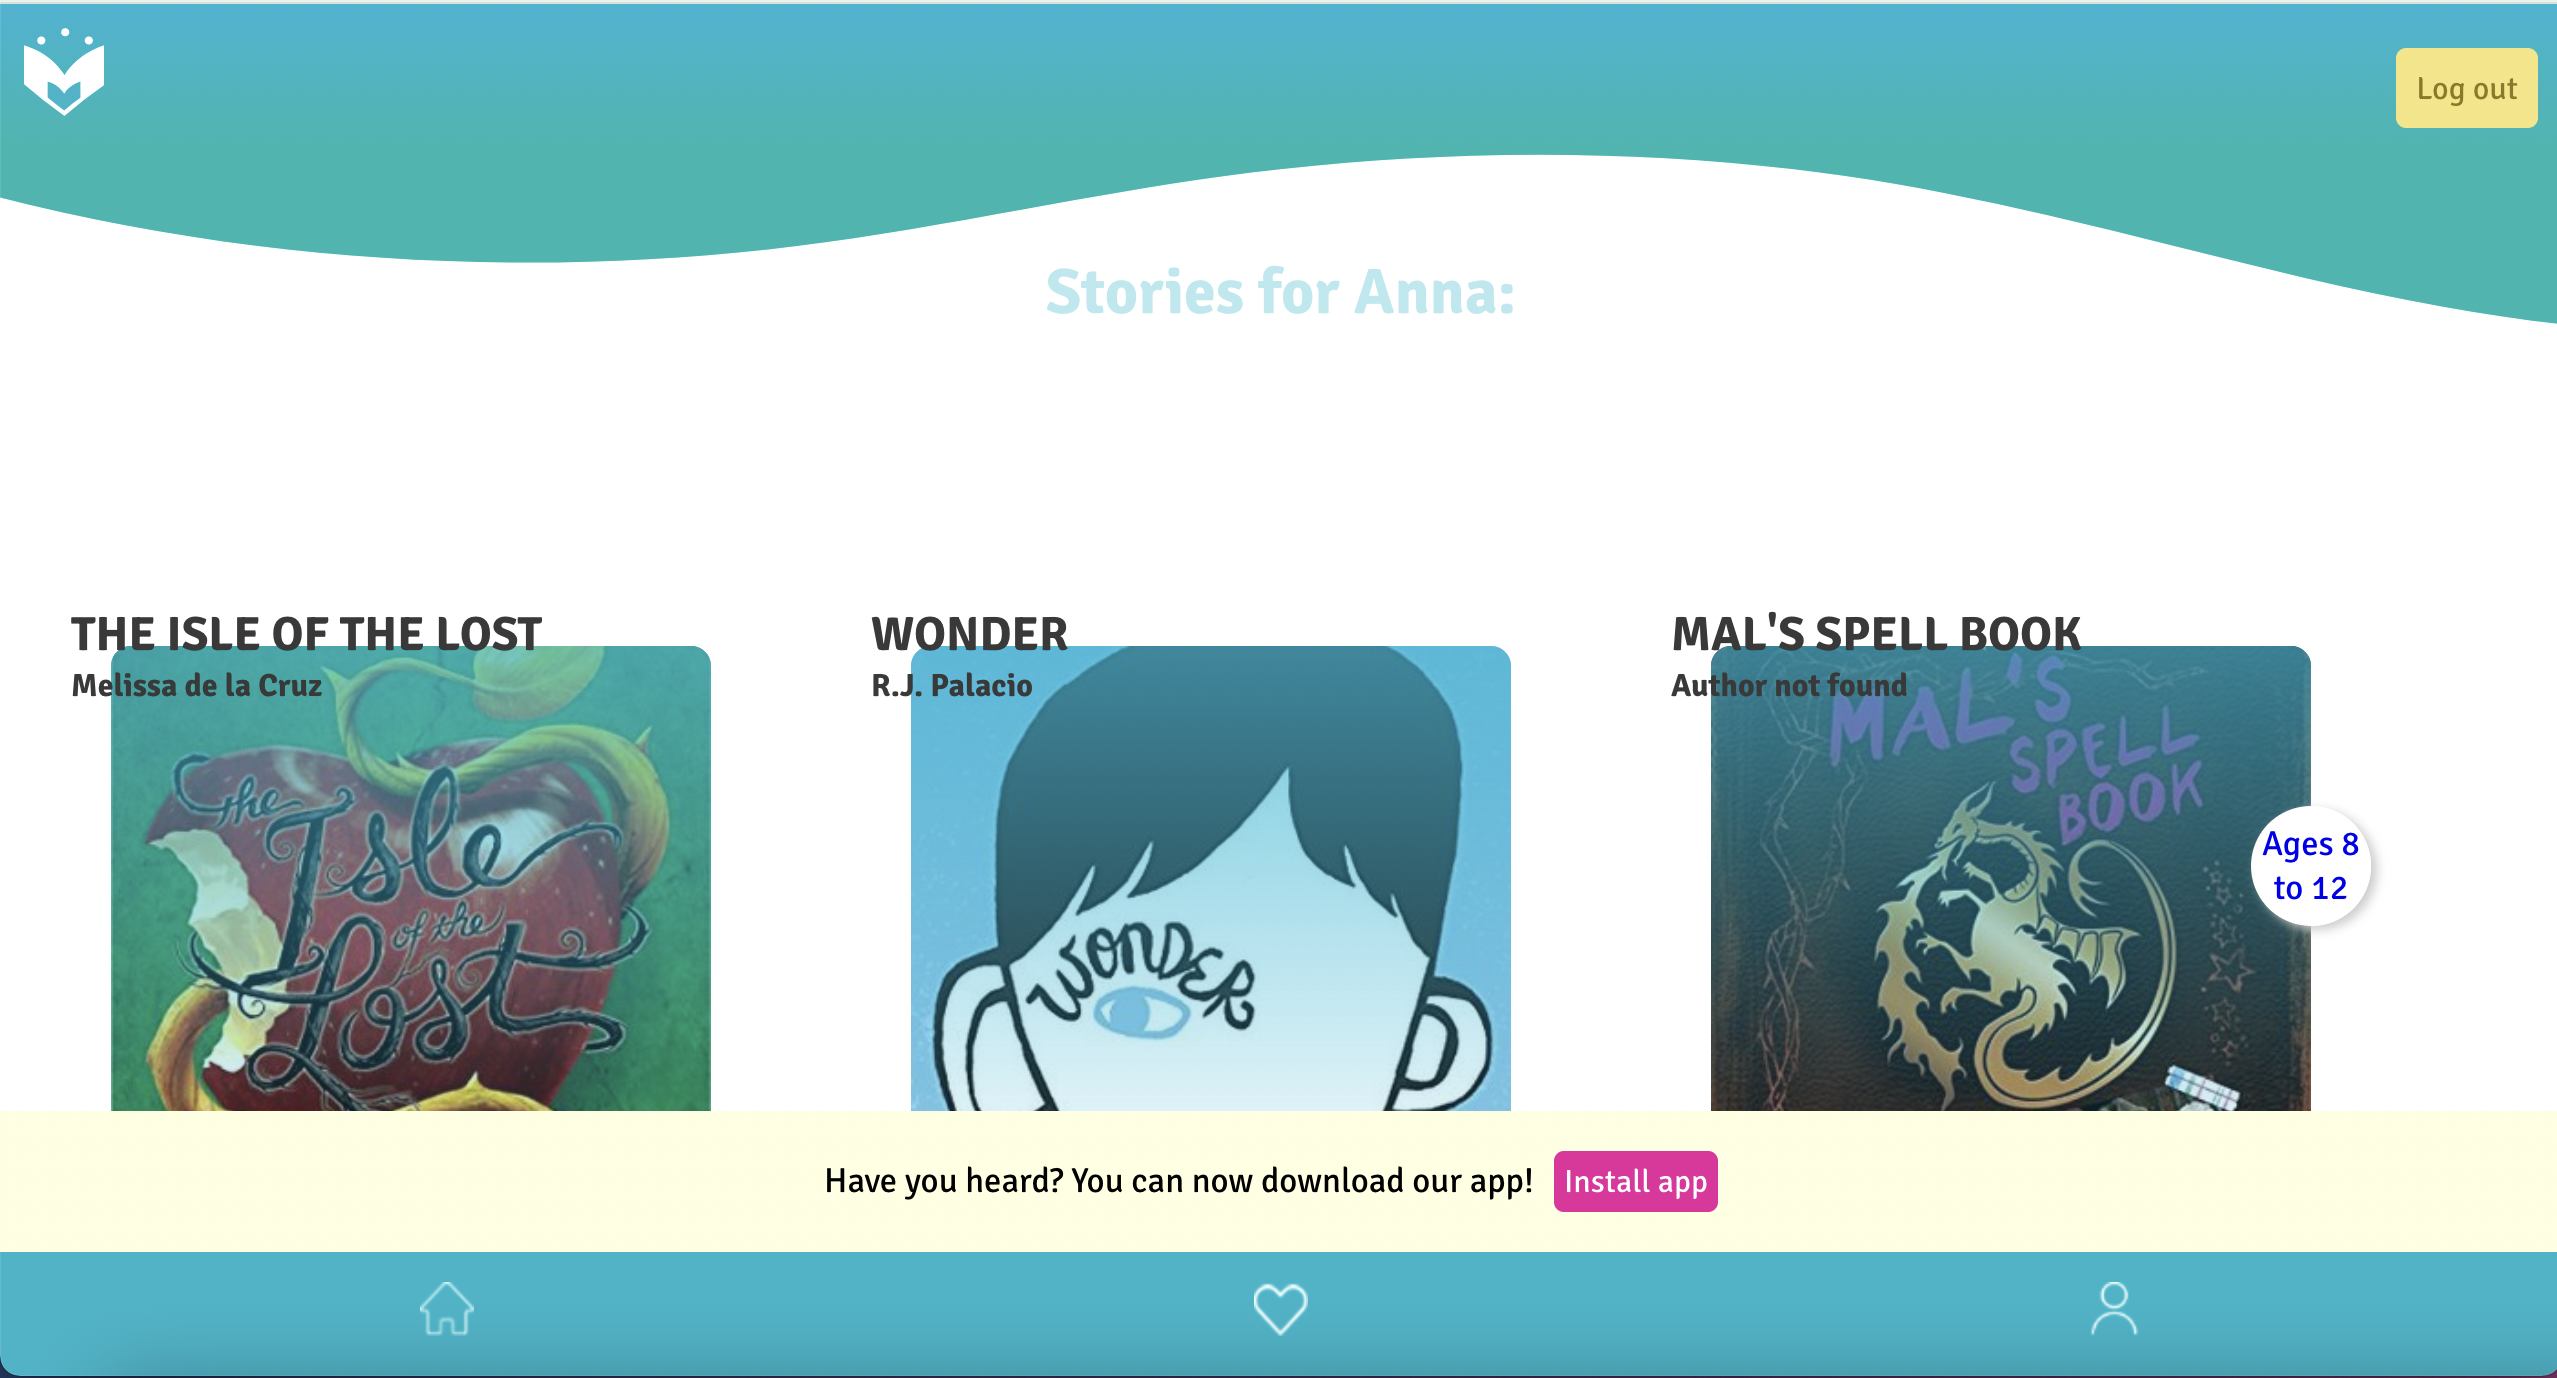 Log out
Stories for Anna:
THE ISLE OF THE LOST
Melissa de la Cruz
WONDER
R.J. Palacio
MAL'S SPELL BOOK
Author not found
The
Isle
of the
Lost
WONDER
MAL'S
SPELL
BOOK
Ages 8
to 12
Have you heard? You can now download our app!
Install app